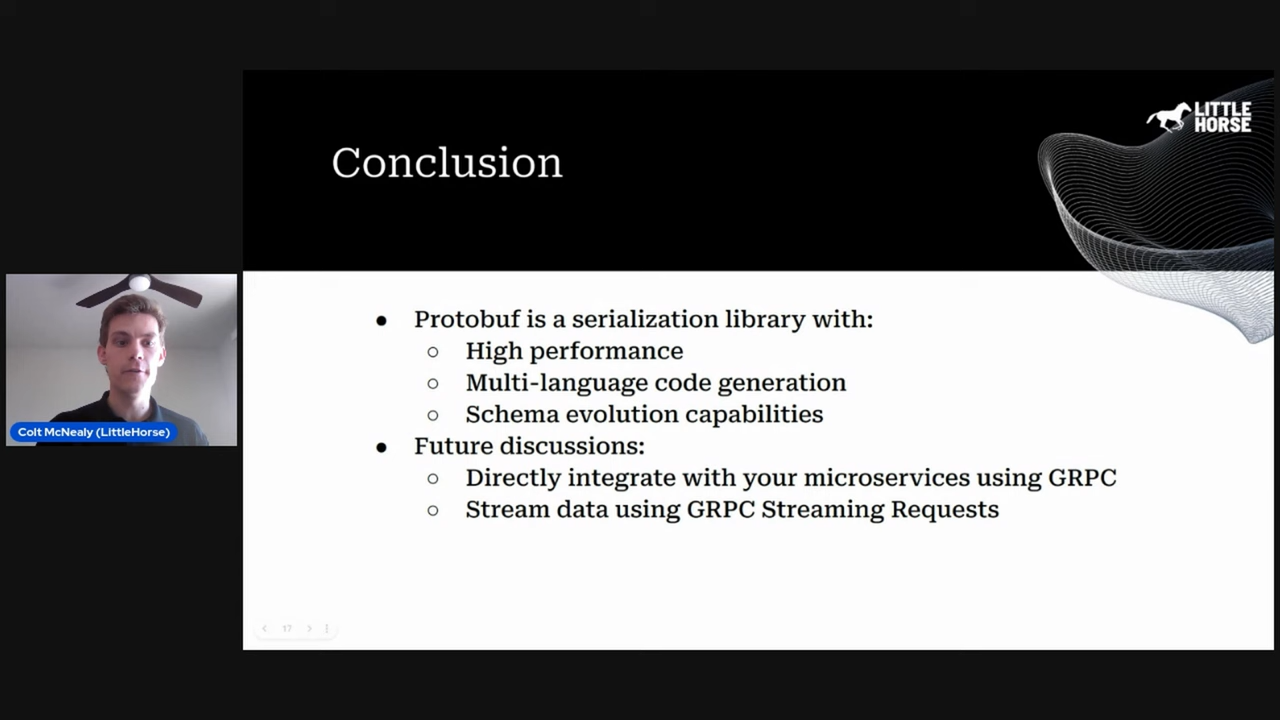 LITTLE
HORSE
Conclusion
● Protobuf is a serialization library with:
○ High performance
○ Multi-language code generation
○ Schema evolution capabilities
● Future discussions:
○ Directly integrate with your microservices using GRPC
○ Stream data using GRPC Streaming Requests
Colt McNealy (LittleHorse)
17